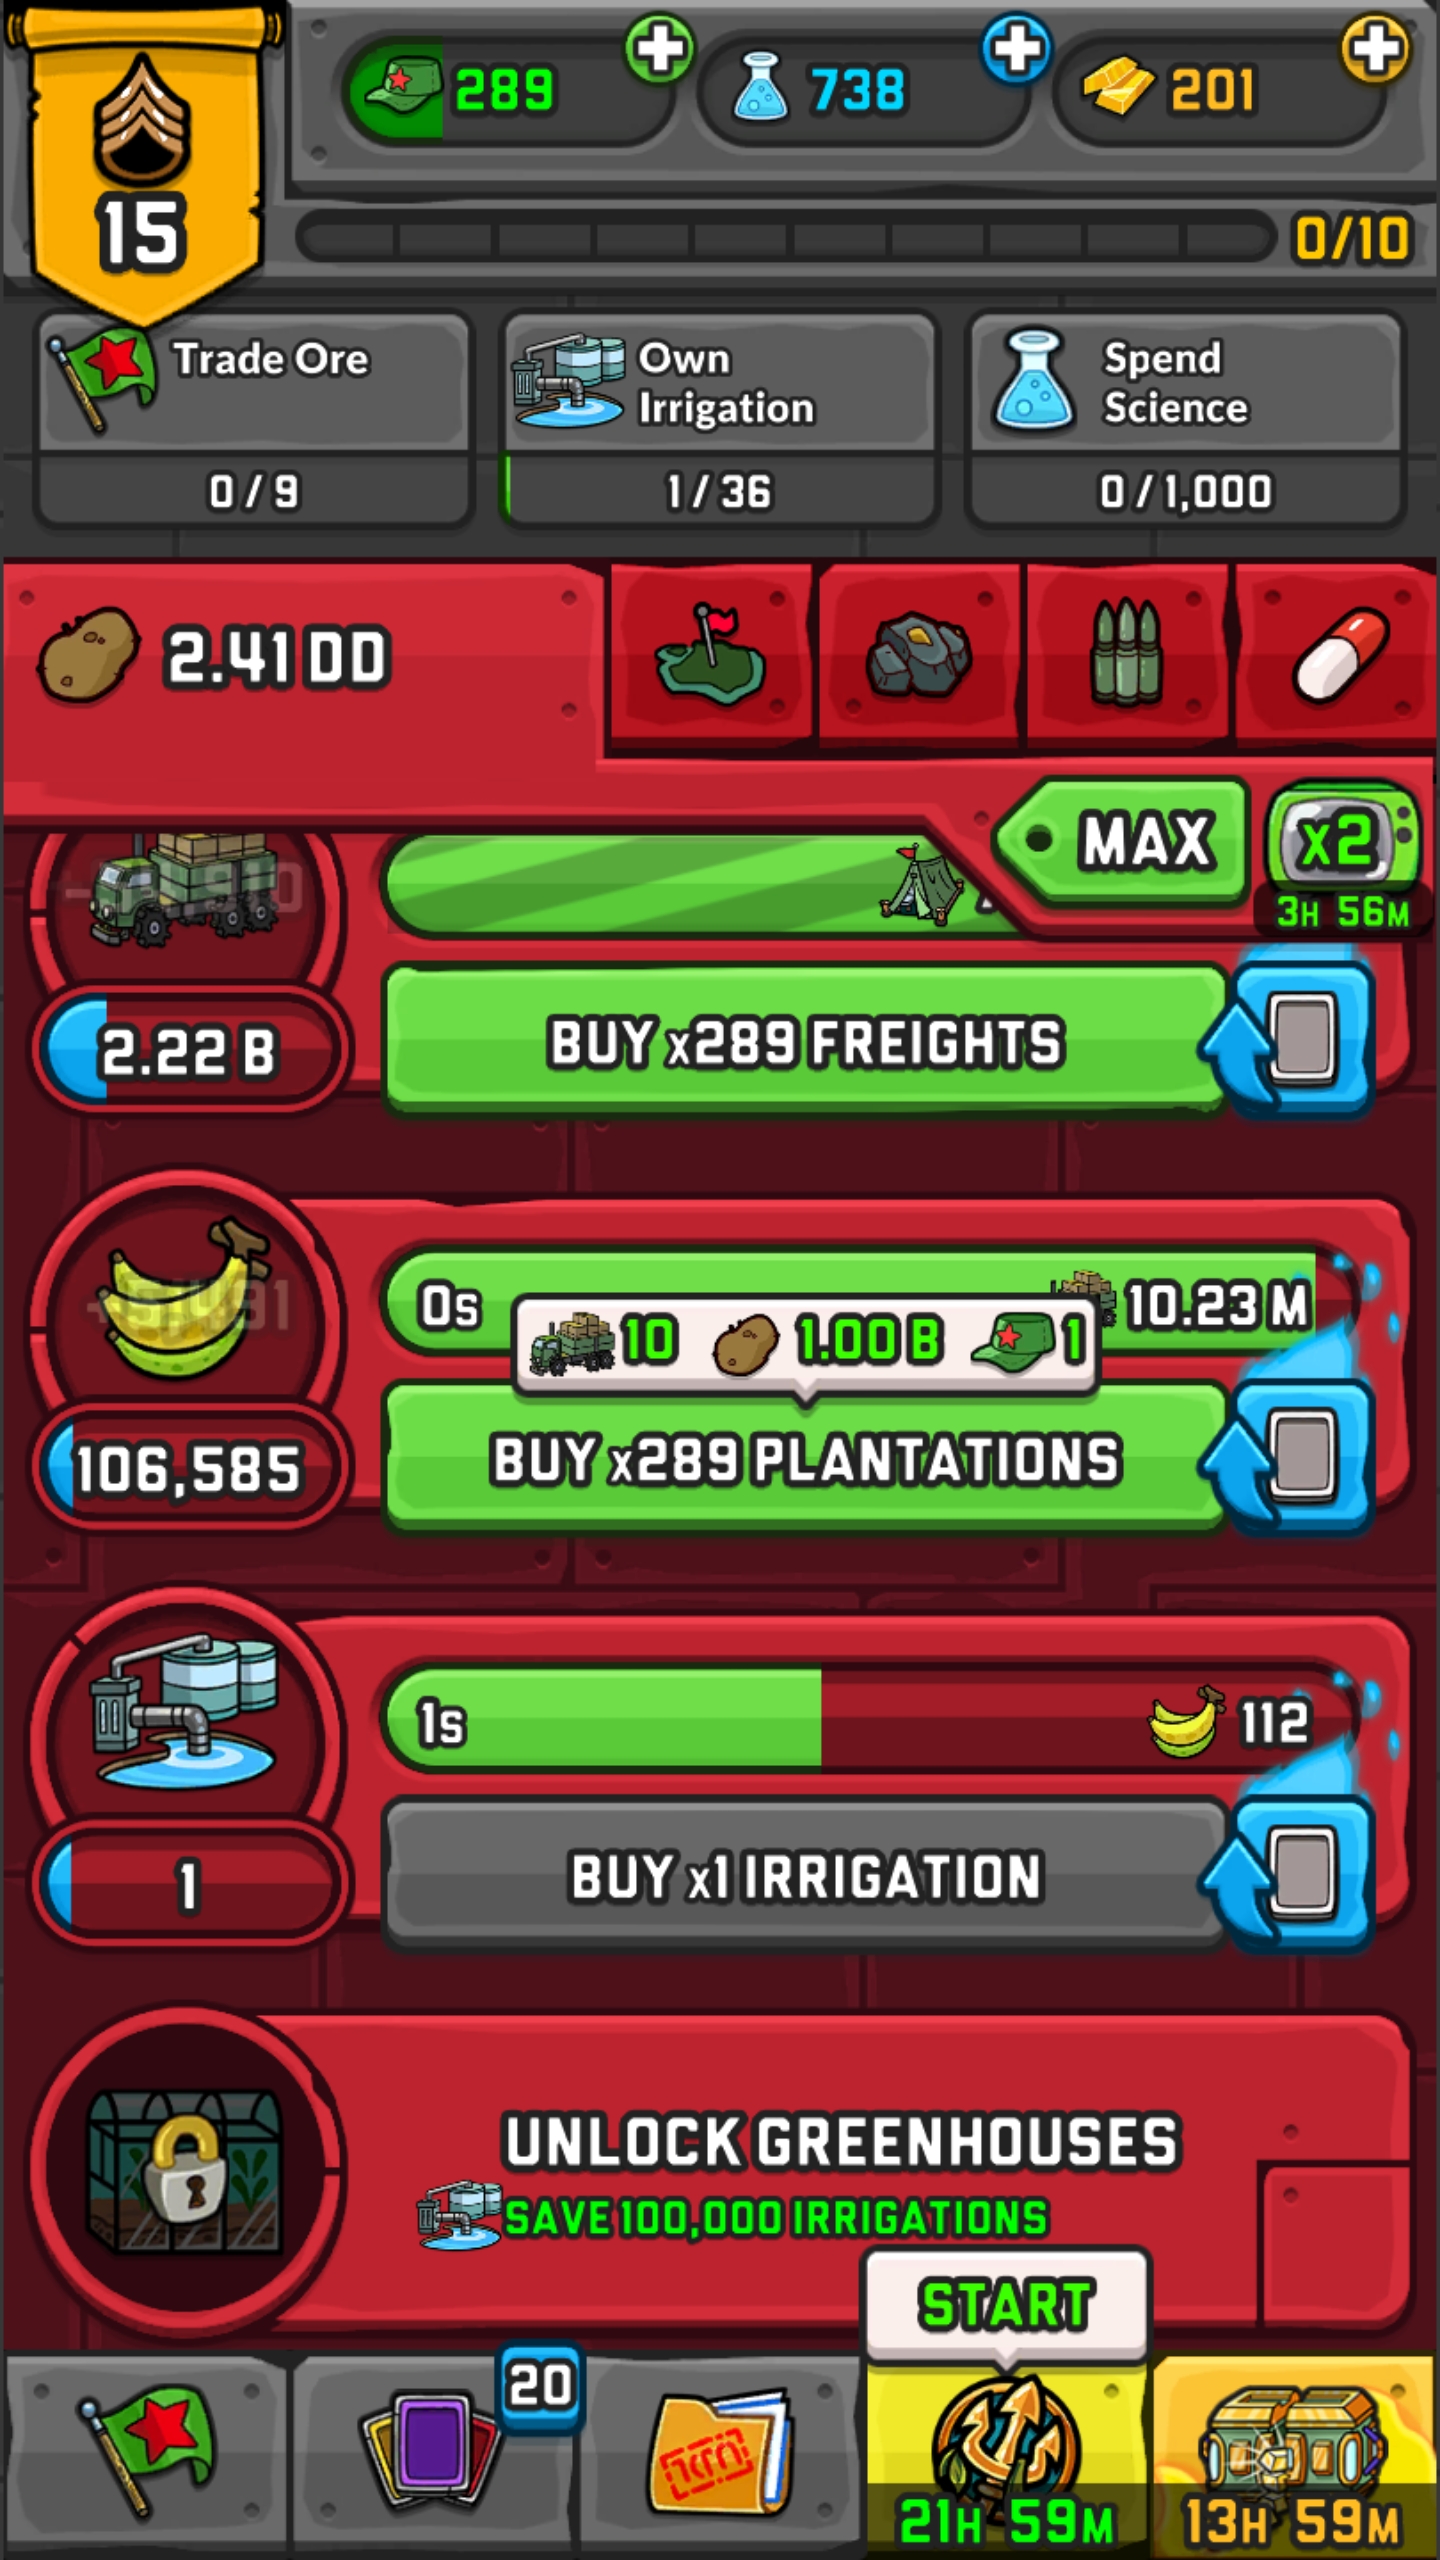 289
738
201
15
0/10
Trade Ore
0 / 9
Own
Irrigation
1 / 36
Spend
Science
0 / 1,000
2.41 DD
MAX
x2
3H 56M
2.22 B
BUY x289 FREIGHTS
0s
10.23 M
10
1.00 B
1
106,585
BUY x289 PLANTATIONS
1s
112
1
BUY x1 IRRIGATION
UNLOCK GREENHOUSES
SAVE 100,000 IRRIGATIONS
START
20
21H 59M
13H 59M